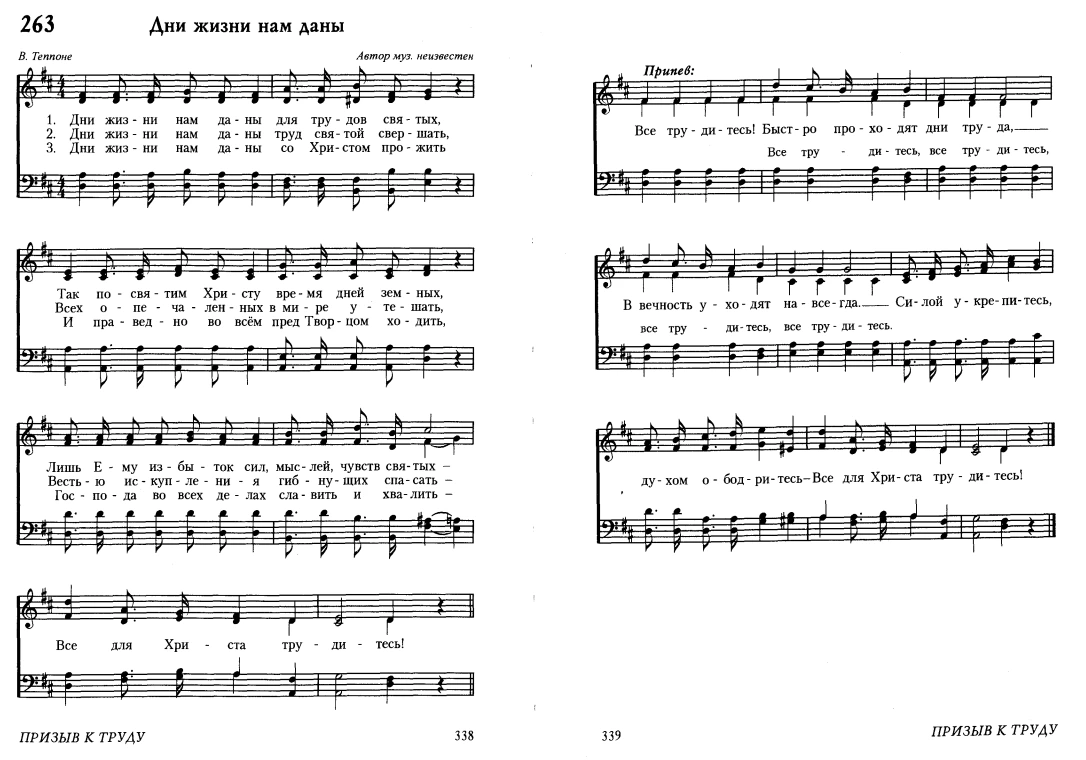 263 Дни жизни нам даны
В. Теппоне Автор муз. неизвестен
1. Дни жиз - ни нам да - ны для тру - дов свя - тых,
2. Дни жиз - ни нам да - ны труд свя - той свер - шать,
3. Дни жиз - ни нам да - ны со Хри - стом про - жить
Так по - свя - тим Хри - сту вре - мя дней зем - ных,
Всех о - пе - ча - лен - ных в ми - ре у - те - шать,
И пра - вед - но во всём пред Твор - цом хо - дить,
Лишь Е - му из - бы - ток сил, мыс - лей, чувств свя - тых –
Весть - ю ис - куп - ле - ни - я гиб - ну - щих спа - сать –
Гос - по - да во всех де - лах сла - вить и хва - лить –
Все для Хри - ста тру - ди - тесь!
ПРИЗЫВ К ТРУДУ 338
Припев:
Все тру - ди - тесь! Быст - ро про - хо - дят дни тру - да,
Все тру - ди - тесь, все тру - ди - тесь,
В вечность у - хо - дят на - все - гда. Си - лой у - кре - пи - тесь,
все тру - ди - тесь, все тру - ди - тесь.
ду - хом о - бод - ри - тесь – Все для Хри - ста тру - ди - тесь!
339 ПРИЗЫВ К ТРУДУ